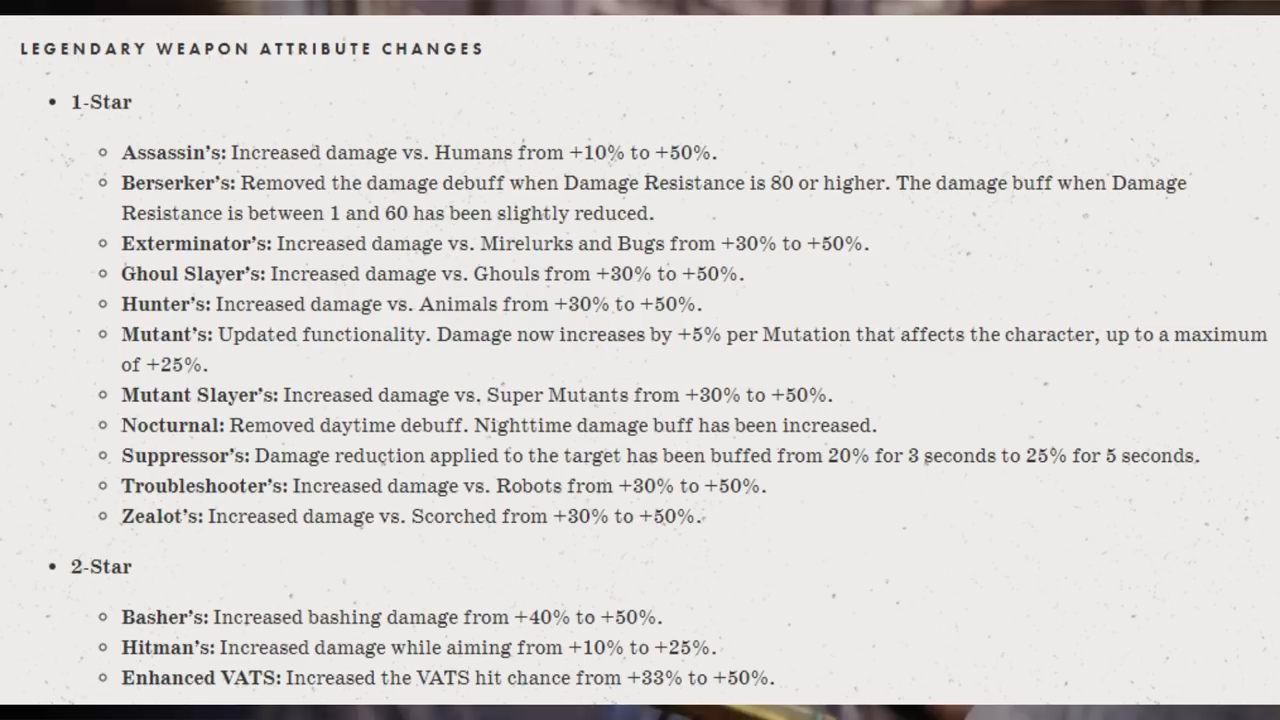 LEGENDARY WEAPON ATTRIBUTE CHANGES
• 1-Star
◦ Assassin's: Increased damage vs. Humans from +10% to +50%.
◦ Berserker's: Removed the damage debuff when Damage Resistance is 80 or higher. The damage buff when Damage
Resistance is between 1 and 60 has been slightly reduced.
◦ Exterminator's: Increased damage vs. Mirelurks and Bugs from +30% to +50%.
◦ Ghoul Slayer's: Increased damage vs. Ghouls from +30% to +50%.
◦ Hunter's: Increased damage vs. Animals from +30% to +50%.
◦ Mutant's: Updated functionality. Damage now increases by +5% per Mutation that affects the character, up to a maximum
of +25%.
◦ Mutant Slayer's: Increased damage vs. Super Mutants from +30% to +50%.
◦ Nocturnal: Removed daytime debuff. Nighttime damage buff has been increased.
◦ Suppressor's: Damage reduction applied to the target has been buffed from 20% for 3 seconds to 25% for 5 seconds.
◦ Troubleshooter's: Increased damage vs. Robots from +30% to +50%.
◦ Zealot's: Increased damage vs. Scorched from +30% to +50%.
• 2-Star
◦ Basher's: Increased bashing damage from +40% to +50%.
◦ Hitman's: Increased damage while aiming from +10% to +25%.
◦ Enhanced VATS: Increased the VATS hit chance from +33% to +50%.